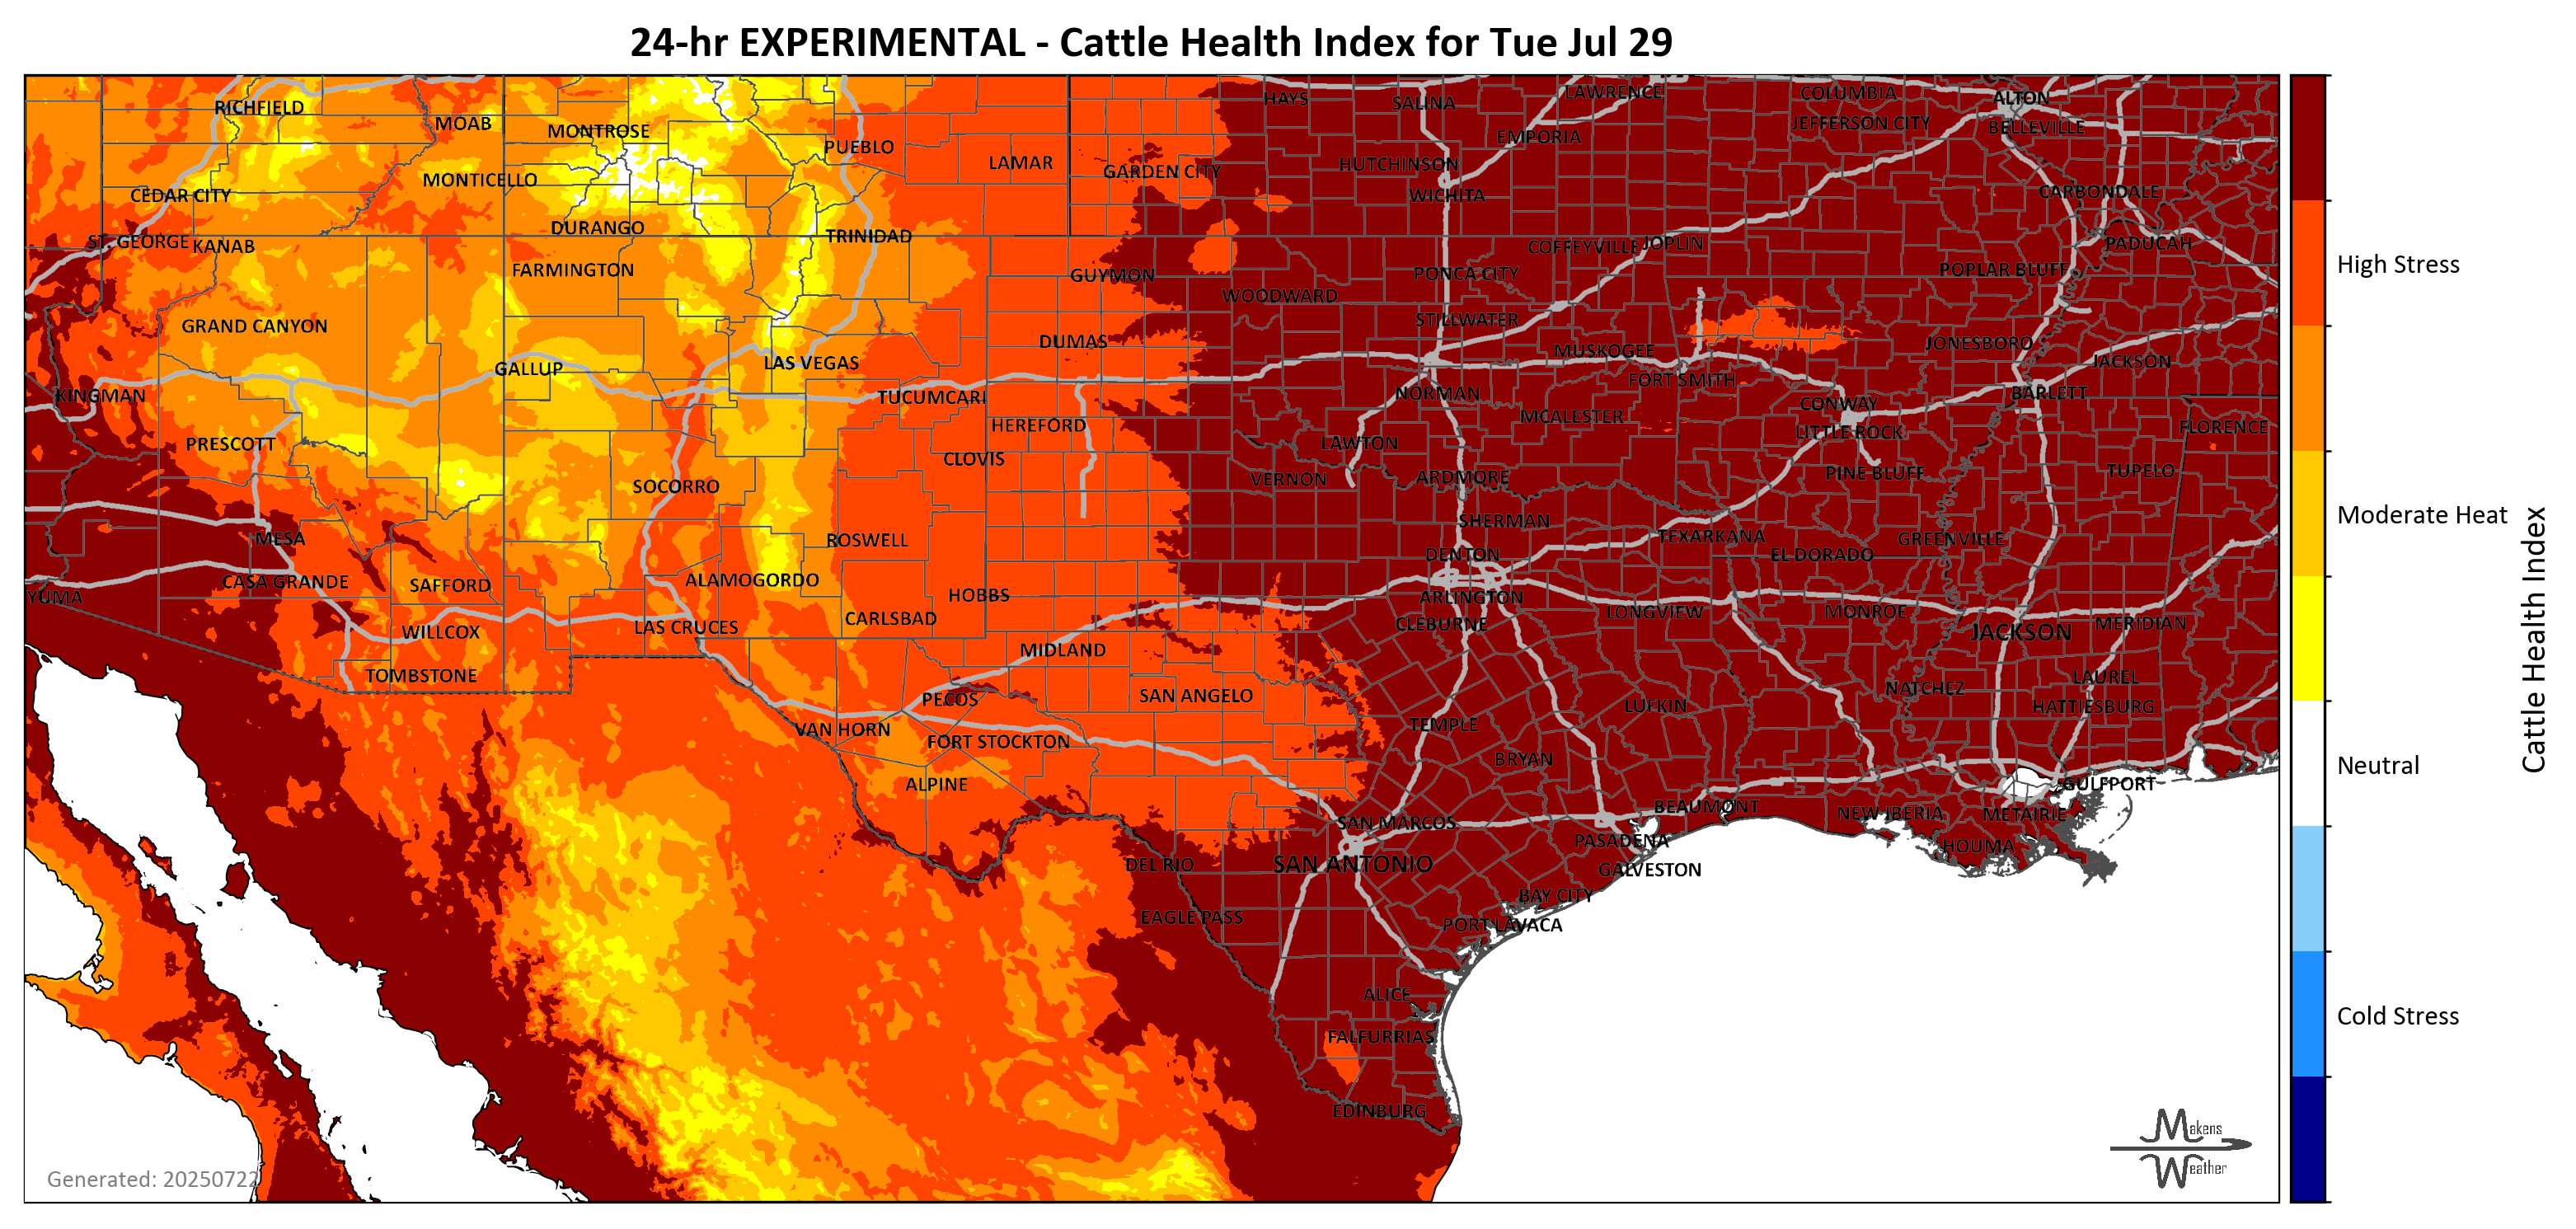 24-hr EXPERIMENTAL - Cattle Health Index for Tue Jul 29
RICHFIELD
MOAB
MONTROSE
PUEBLO
LAMAR
GARDEN CITY
HAYS
SALINA
LAWRENCE
EMPORIA
COLUMBIA
JEFFERSON CITY
ALTON
BELLEVILLE
HUTCHINSON
WICHITA
CARBONDALE
CEDAR CITY
MONTICELLO
DURANGO
TRINIDAD
ST. GEORGE
KANAB
FARMINGTON
GUYMON
WOODWARD
PONCA CITY
COFFEYVILLE
JOPLIN
POPLAR BLUFF
PADUCAH
High Stress
GRAND CANYON
GALLUP
LAS VEGAS
DUMAS
STILLWATER
MUSKOGEE
JONESBORO
JACKSON
KINGMAN
TUCUMCARI
NORMAN
FORT SMITH
CONWAY
BARLETT
PRESCOTT
HEREFORD
CLOVIS
LAWTON
MCALESTER
LITTLE ROCK
FLORENCE
SOCORRO
VERNON
ARDMORE
PINE BLUFF
TUPELO
Moderate Heat
MESA
ROSWELL
SHERMAN
DENTON
TEXARKANA
EL DORADO
GREENVILLE
YUMA
CASA GRANDE
SAFFORD
ALAMOGORDO
HOBBS
ARLINGTON
CARLSBAD
CLEBURNE
LONGVIEW
MONROE
JACKSON
MERIDIAN
Cattle Health Index
WILLCOX
LAS CRUCES
MIDLAND
TOMBSTONE
PECOS
SAN ANGELO
LUFKIN
NATCHEZ
LAUREL
HATTIESBURG
VAN HORN
FORT STOCKTON
TEMPLE
BRYAN
Neutral
ALPINE
GULFPORT
SAN MARCOS
BEAUMONT
NEW IBERIA
METAIRIE
PASADENA
HOUMA
DEL RIO
SAN ANTONIO
GALVESTON
BAY CITY
EAGLE PASS
PORT LAVACA
ALICE
Cold Stress
FALFURRIAS
EDINBURG
Makens
Weather
Generated: 20250722